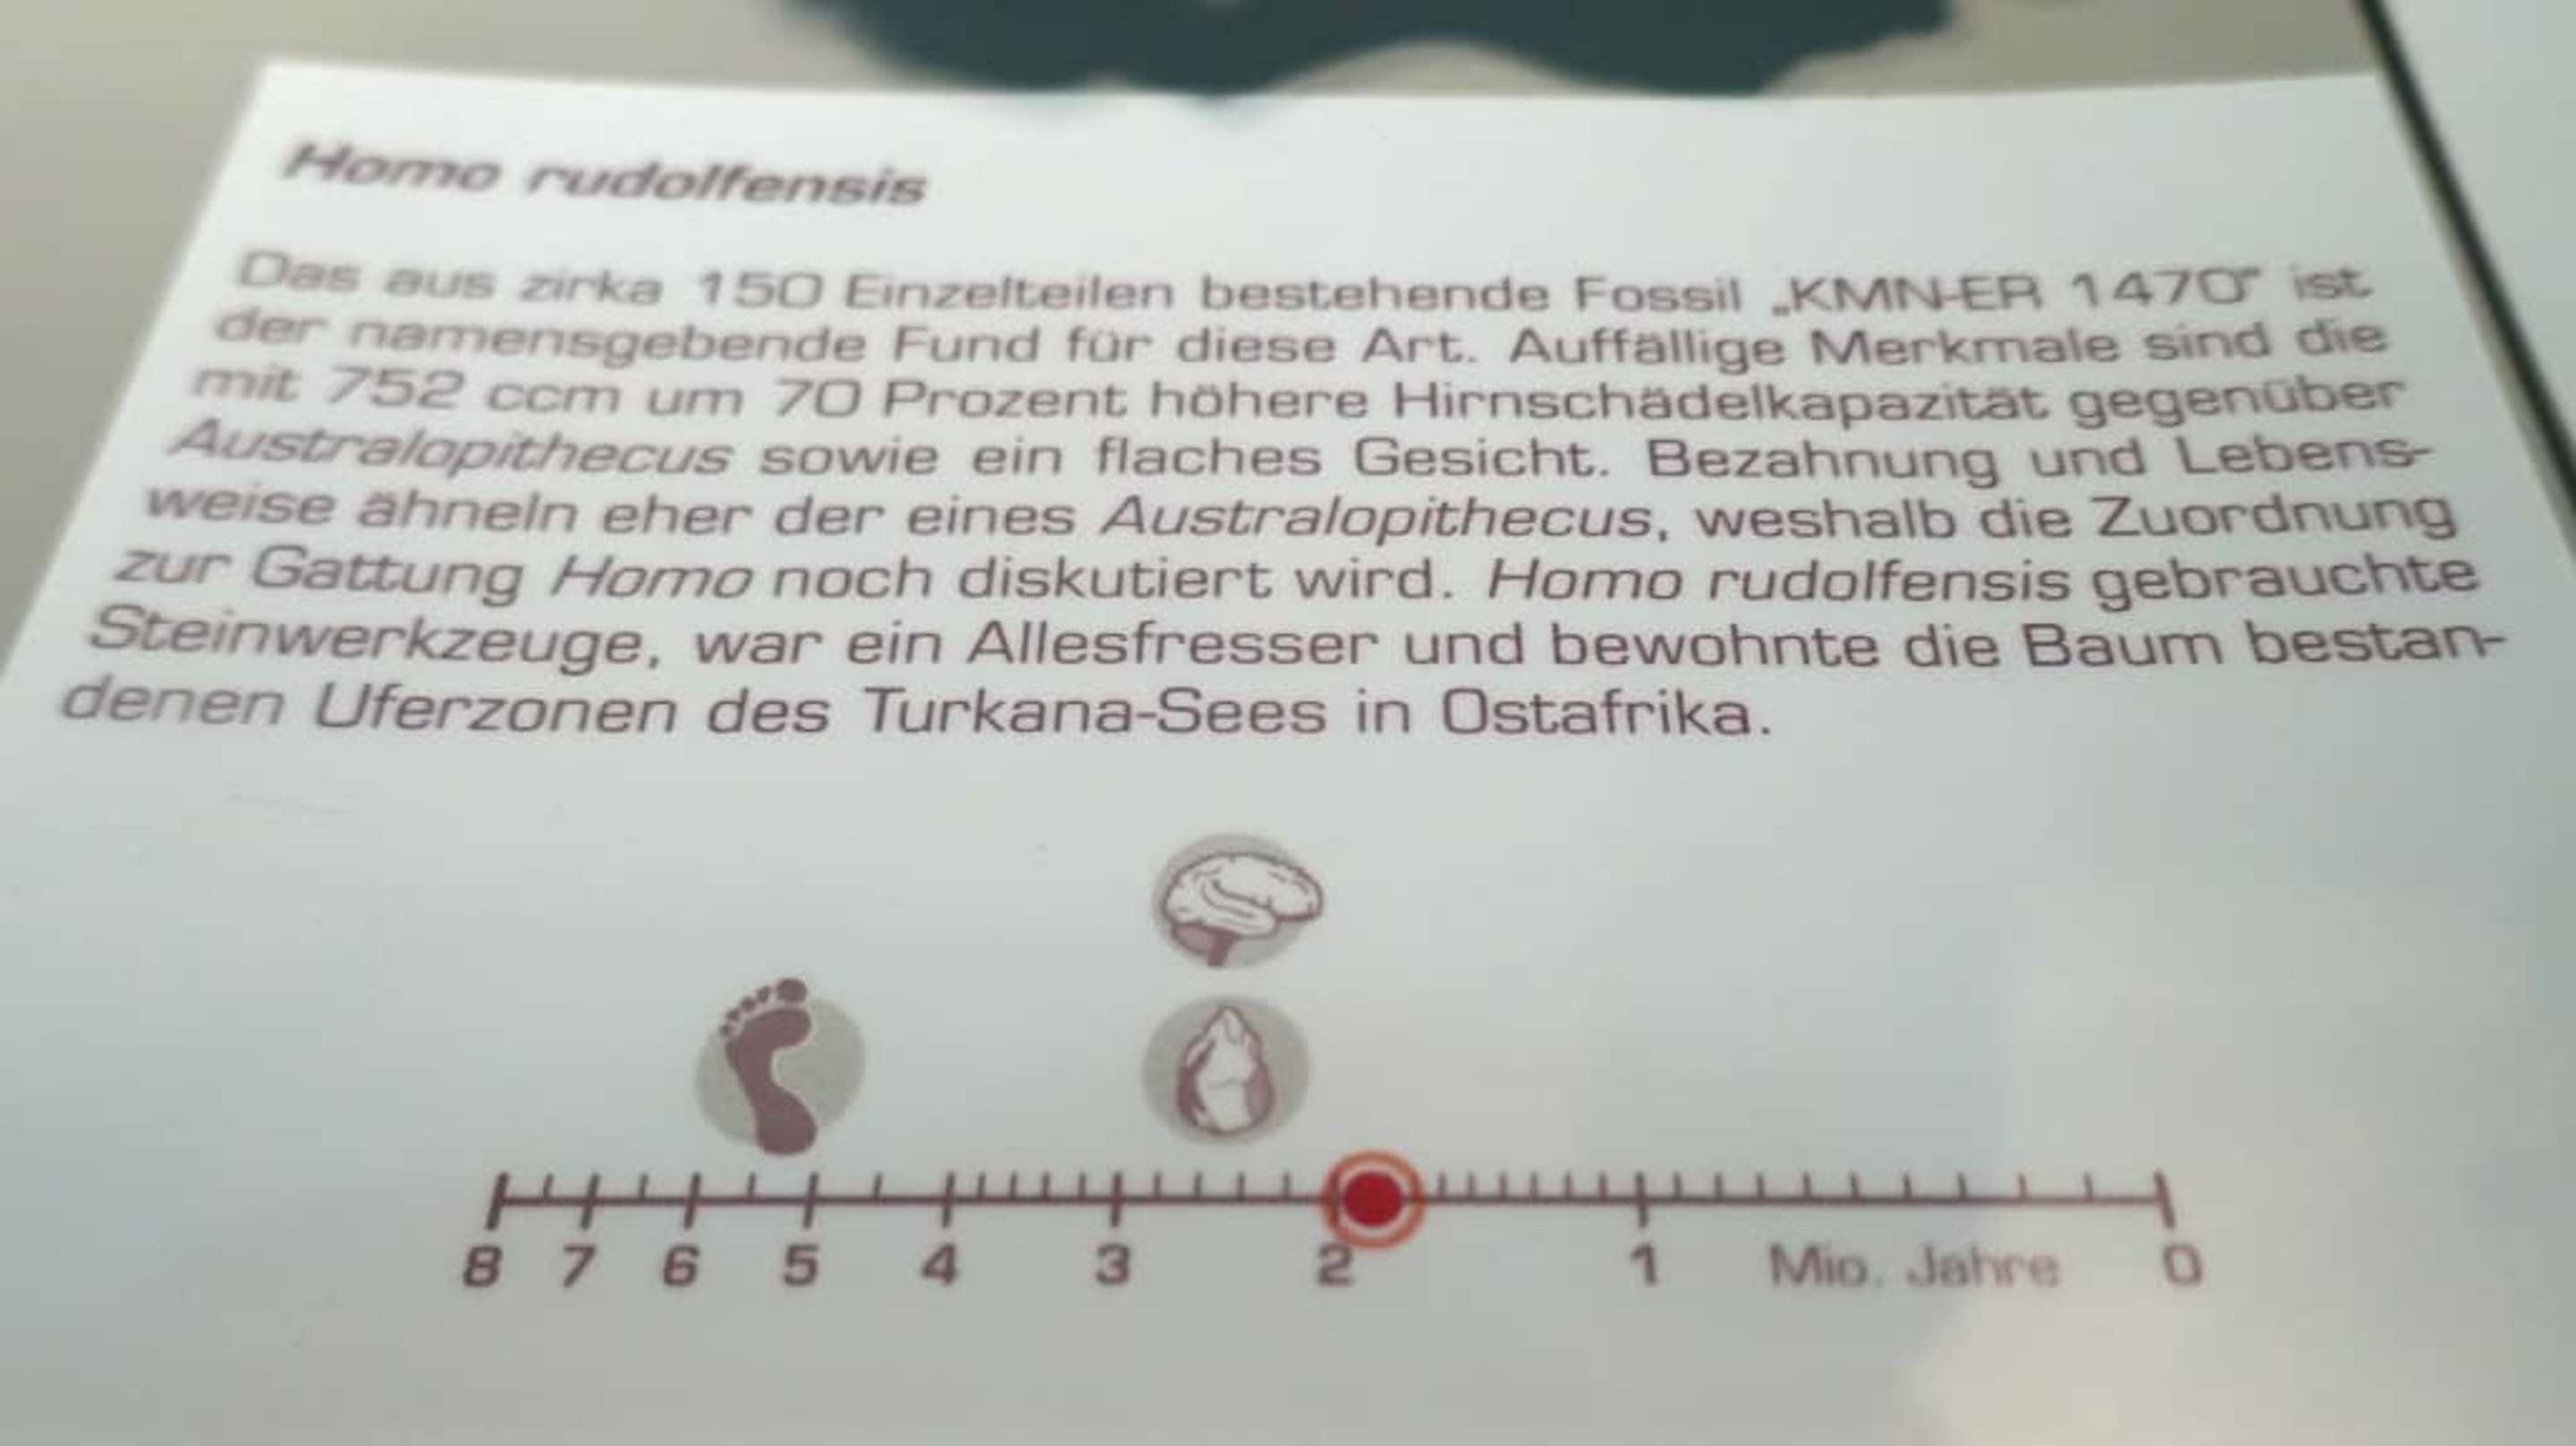 Homo rudolfensis
Das aus zirka 150 Einzelteilen bestehende Fossil „KMN-ER 1470“ ist
der namensgebende Fund für diese Art. Auffällige Merkmale sind die
mit 752 ccm um 70 Prozent höhere Hirnschädelkapazität gegenüber
Australopithecus sowie ein flaches Gesicht. Bezahnung und Lebens-
weise ähneln eher der eines Australopithecus, weshalb die Zuordnung
zur Gattung Homo noch diskutiert wird. Homo rudolfensis gebrauchte
Steinwerkzeuge, war ein Allesfresser und bewohnte die Baum bestan-
denen Uferzonen des Turkana-Sees in Ostafrika.
8 7 6 5 4 3 2 1 Mio. Jahre 0